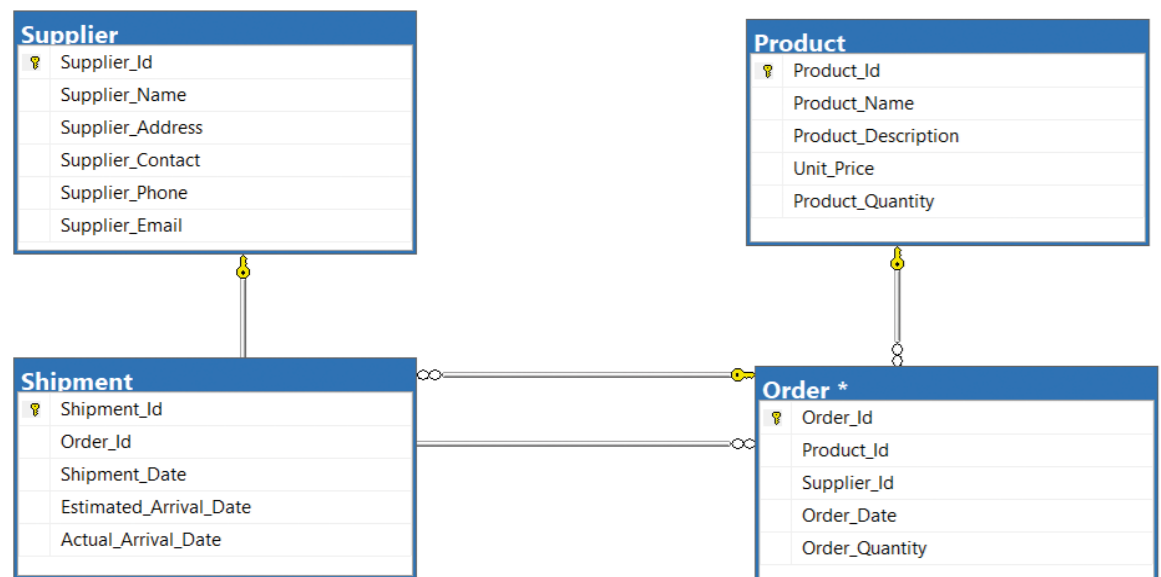 Supplier
Supplier_Id
Supplier_Name
Supplier_Address
Supplier_Contact
Supplier_Phone
Supplier_Email
Product
Product_Id
Product_Name
Product_Description
Unit_Price
Product_Quantity
Shipment
Shipment_Id
Order_Id
Shipment_Date
Estimated_Arrival_Date
Actual_Arrival_Date
Order *
Order_Id
Product_Id
Supplier_Id
Order_Date
Order_Quantity